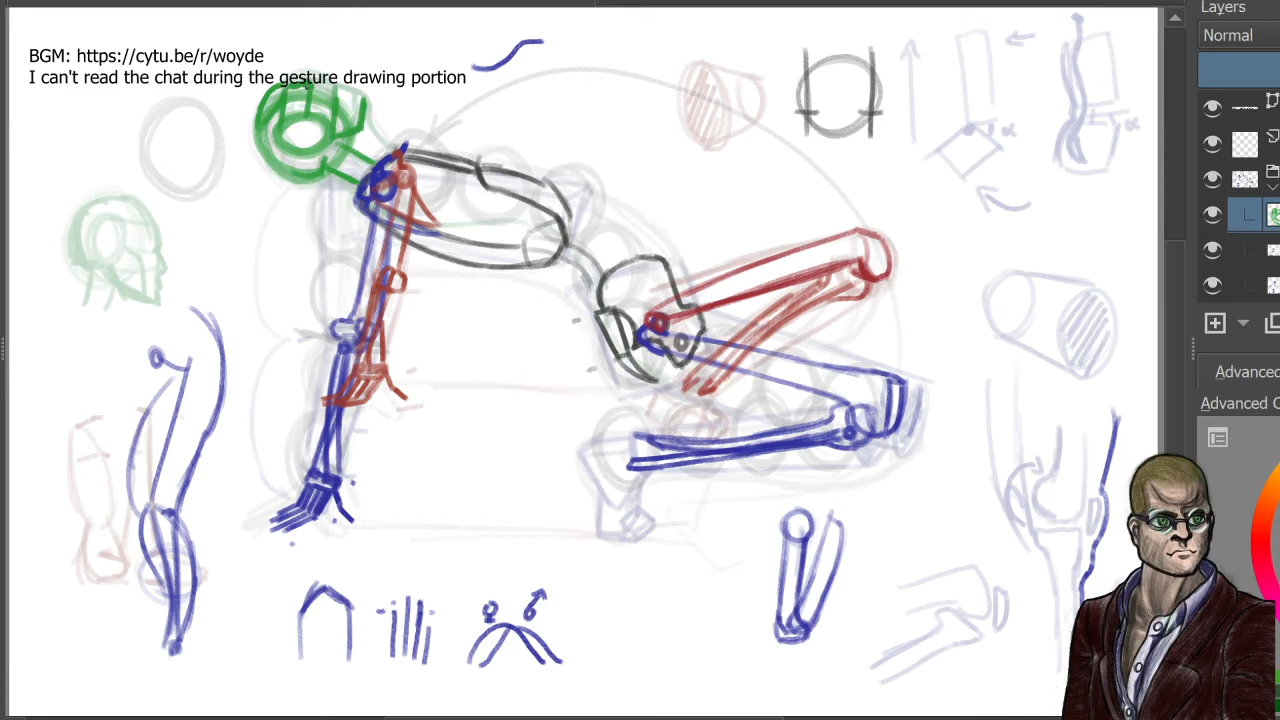 BGM: https://cytu.be/r/woyde
I can't read the chat during the gesture drawing portion
Layers
Normal
Advanced
Advanced C